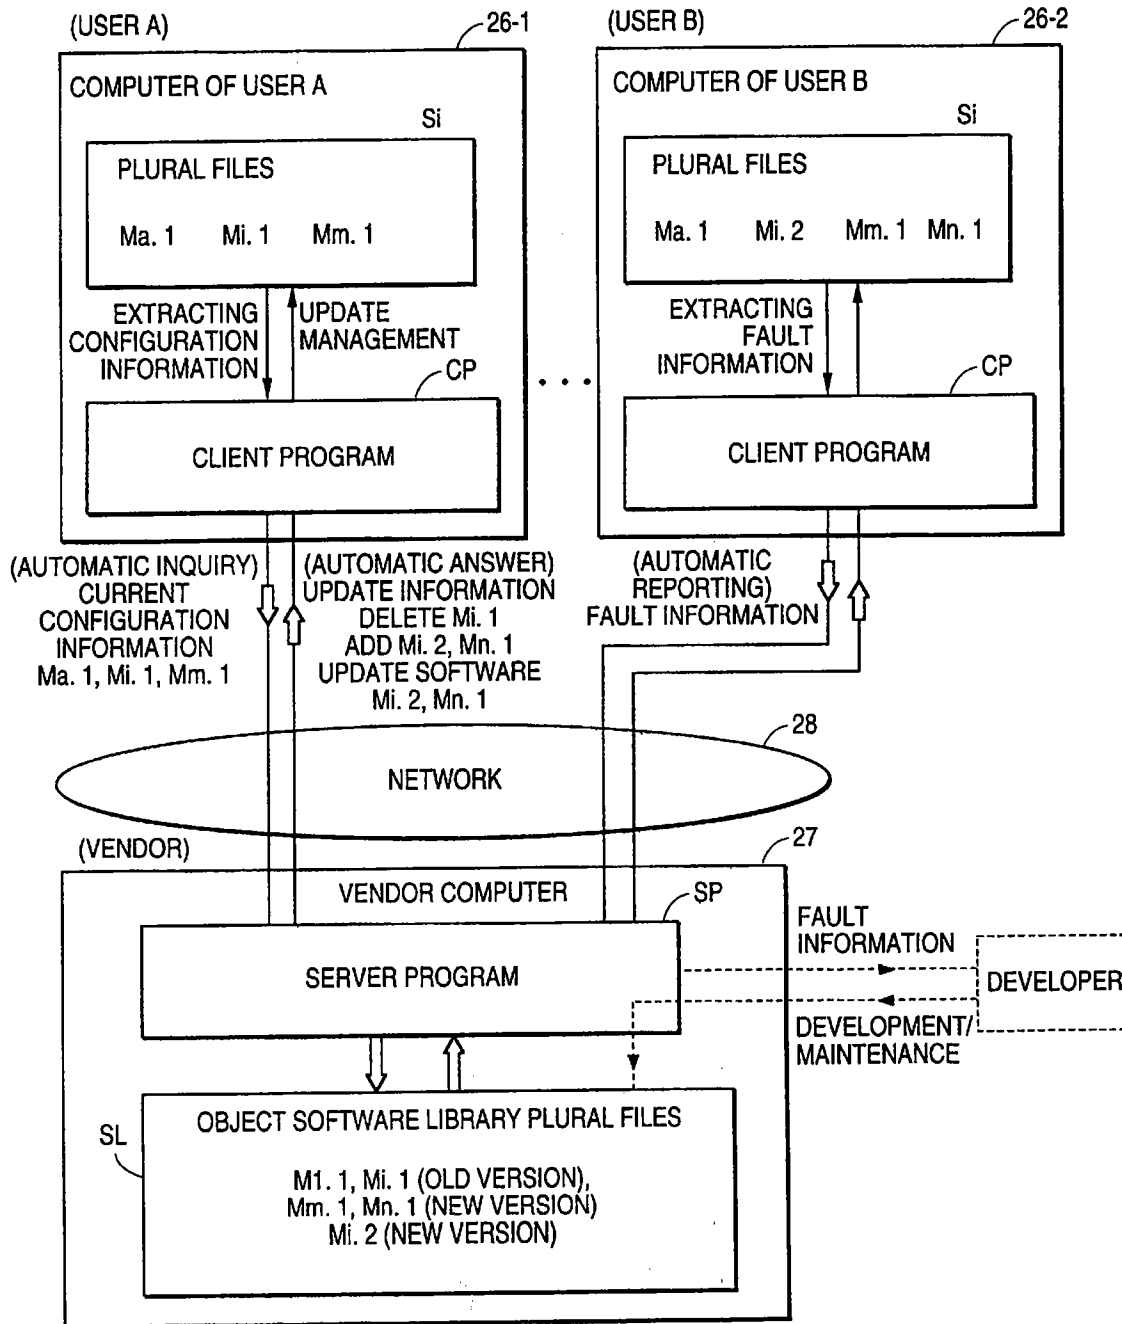 (USER A)
26-1
COMPUTER OF USER A
Si
PLURAL FILES
Ma. 1 Mi. 1 Mm. 1
EXTRACTING
CONFIGURATION
INFORMATION
UPDATE
MANAGEMENT
CP
CLIENT PROGRAM
(USER B)
26-2
COMPUTER OF USER B
Si
PLURAL FILES
Ma. 1 Mi. 2 Mm. 1 Mn. 1
EXTRACTING
FAULT
INFORMATION
CP
CLIENT PROGRAM
(AUTOMATIC INQUIRY)
CURRENT
CONFIGURATION
INFORMATION
Ma. 1, Mi. 1, Mm. 1
(AUTOMATIC ANSWER)
UPDATE INFORMATION
DELETE Mi. 1
ADD Mi. 2, Mn. 1
UPDATE SOFTWARE
Mi. 2, Mn. 1
(AUTOMATIC
REPORTING)
FAULT INFORMATION
28
NETWORK
(VENDOR)
27
VENDOR COMPUTER
SP
SERVER PROGRAM
FAULT
INFORMATION
DEVELOPER
DEVELOPMENT/
MAINTENANCE
SL
OBJECT SOFTWARE LIBRARY PLURAL FILES
M1. 1, Mi. 1 (OLD VERSION),
Mm. 1, Mn. 1 (NEW VERSION)
Mi. 2 (NEW VERSION)